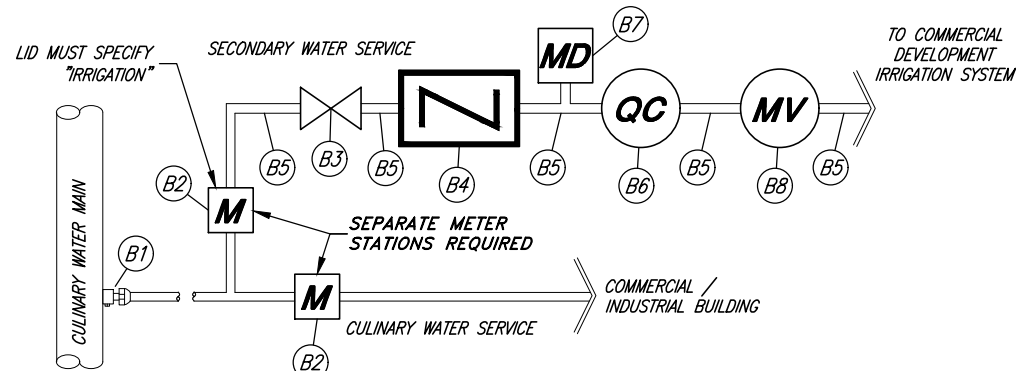 LID MUST SPECIFY
"IRRIGATION"
SECONDARY WATER SERVICE
TO COMMERCIAL
DEVELOPMENT
IRRIGATION SYSTEM
B7
MD
QC
MV
B5
B3
B5
B4
B5
B6
B5
B8
B5
B2
M
SEPARATE METER
STATIONS REQUIRED
CULINARY WATER MAIN
B1
M
COMMERCIAL /
INDUSTRIAL BUILDING
CULINARY WATER SERVICE
B2